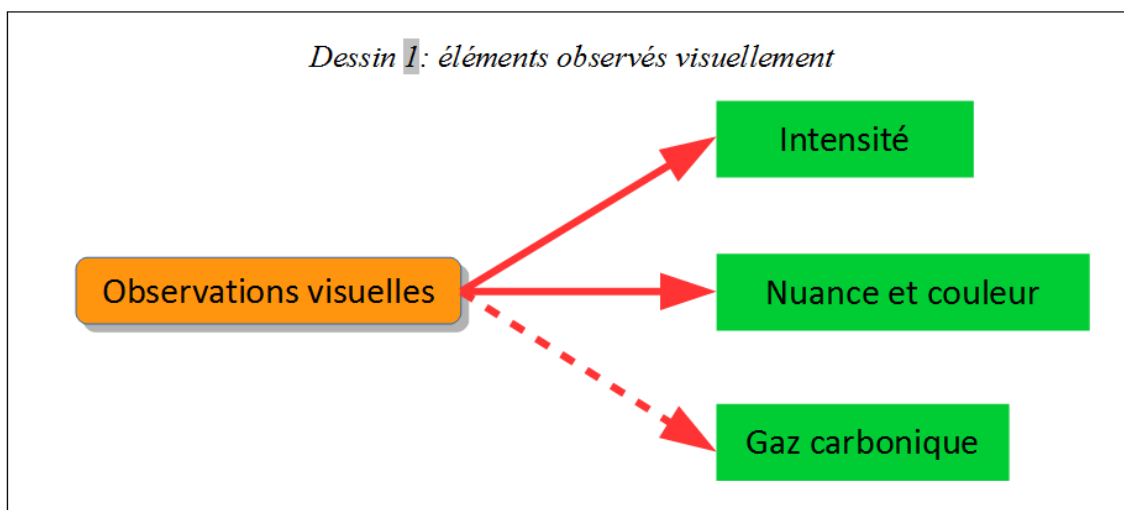 Dessin 1: éléments observés visuellement
Intensité
Observations visuelles
Nuance et couleur
Gaz carbonique